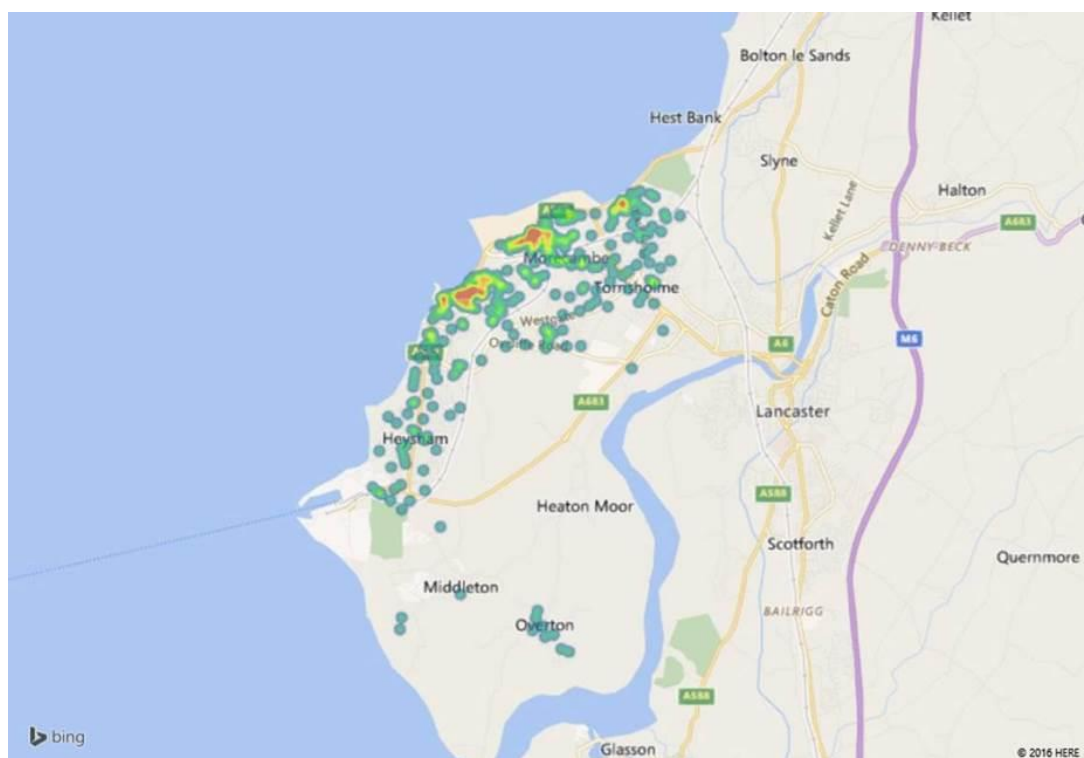 Kellet
Bolton le Sands
Hest Bank
Slyne
Kellet Lane
Halton
A683
DENNY BECK
Caton Road
Morecambe
Torrisholme
Westgate
A6
M6
A683
Lancaster
Heysham
A588
Heaton Moor
Scotforth
Quernmore
Middleton
BAILRIGG
Overton
A588
bing
Glasson
© 2016 HERE